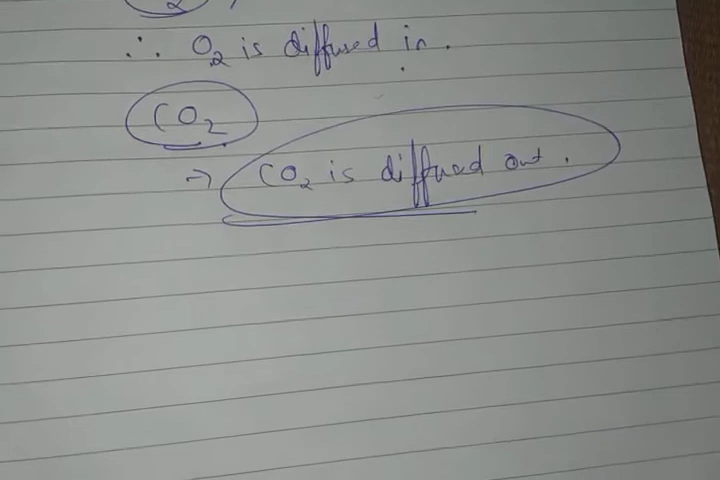 ∴ O₂ is diffused in.
CO₂
→ CO₂ is diffused out.